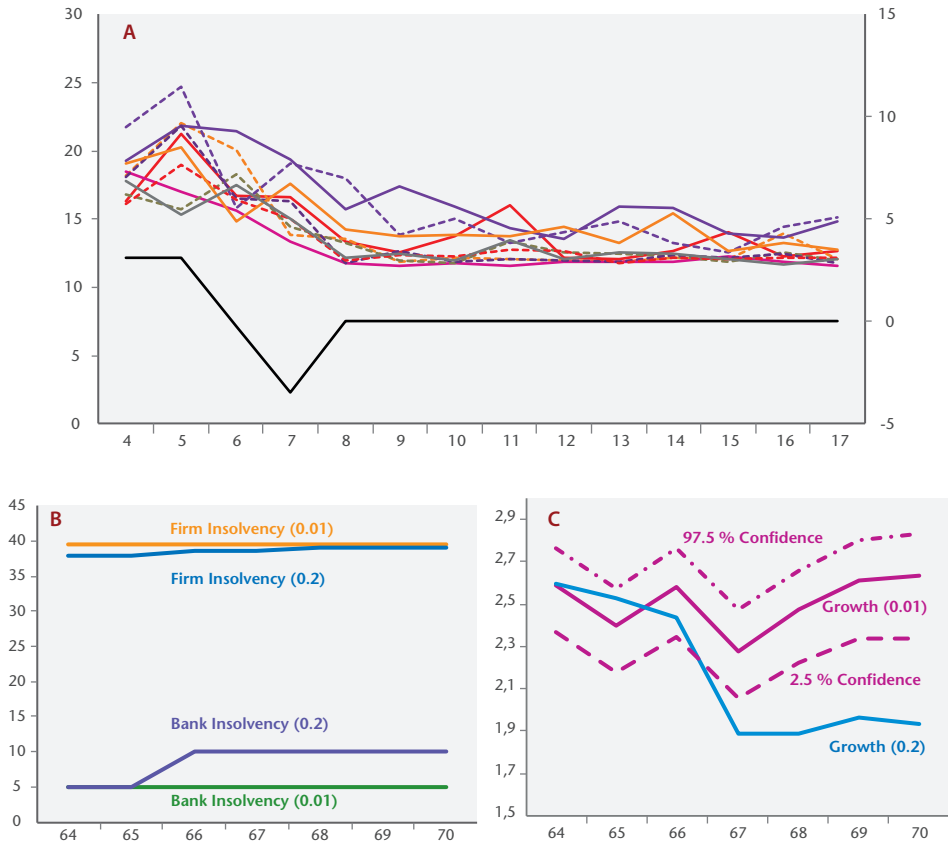 A
30
25
20
15
10
5
0
15
10
5
0
-5
4 5 6 7 8 9 10 11 12 13 14 15 16 17
B
45
40
35
30
25
20
15
10
5
0
Firm Insolvency (0.01)
Firm Insolvency (0.2)
Bank Insolvency (0.2)
Bank Insolvency (0.01)
64 65 66 67 68 69 70
C
2,9
2,7
2,5
2,3
2,1
1,9
1,7
1,5
97.5 % Confidence
Growth (0.01)
2.5 % Confidence
Growth (0.2)
64 65 66 67 68 69 70